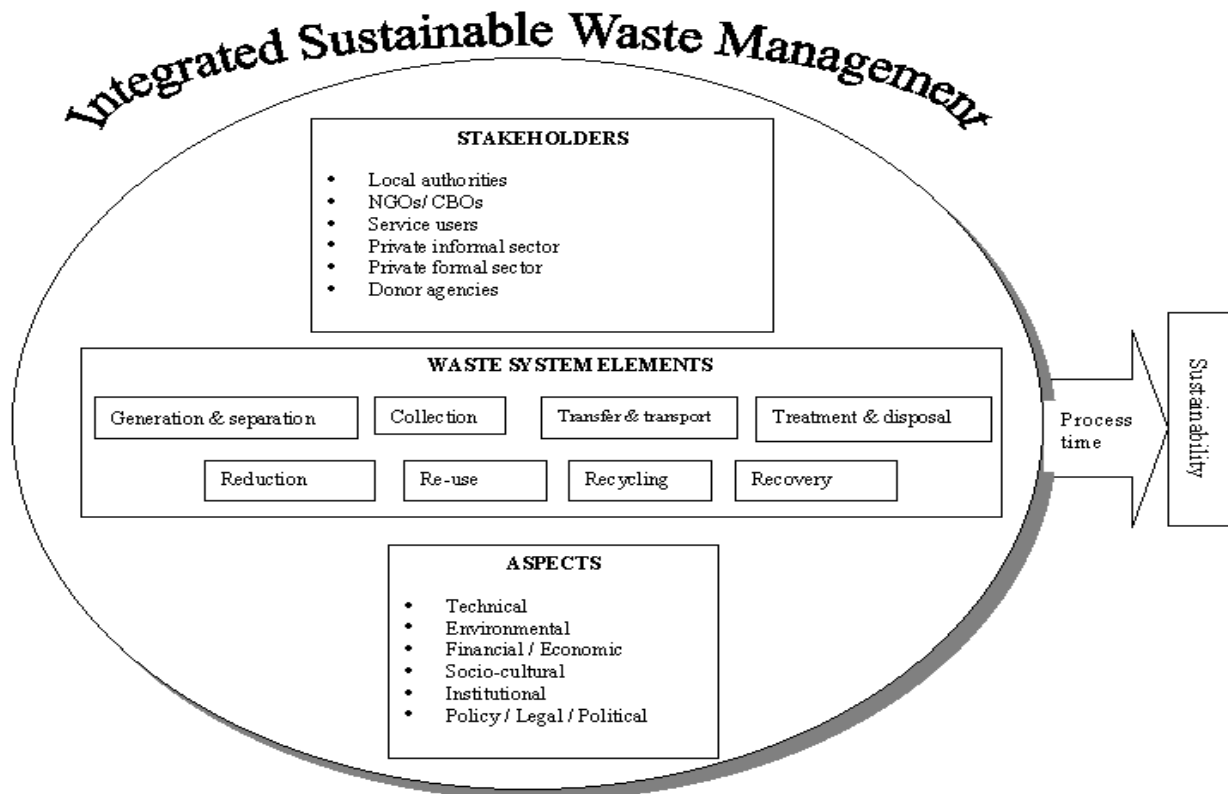 Integrated Sustainable Waste Management
STAKEHOLDERS
• Local authorities
• NGOs/ CBOs
• Service users
• Private informal sector
• Private formal sector
• Donor agencies
WASTE SYSTEM ELEMENTS
Generation & separation
Collection
Transfer & transport
Treatment & disposal
Reduction
Re-use
Recycling
Recovery
ASPECTS
• Technical
• Environmental
• Financial / Economic
• Socio-cultural
• Institutional
• Policy / Legal / Political
Process
time
Sustainability